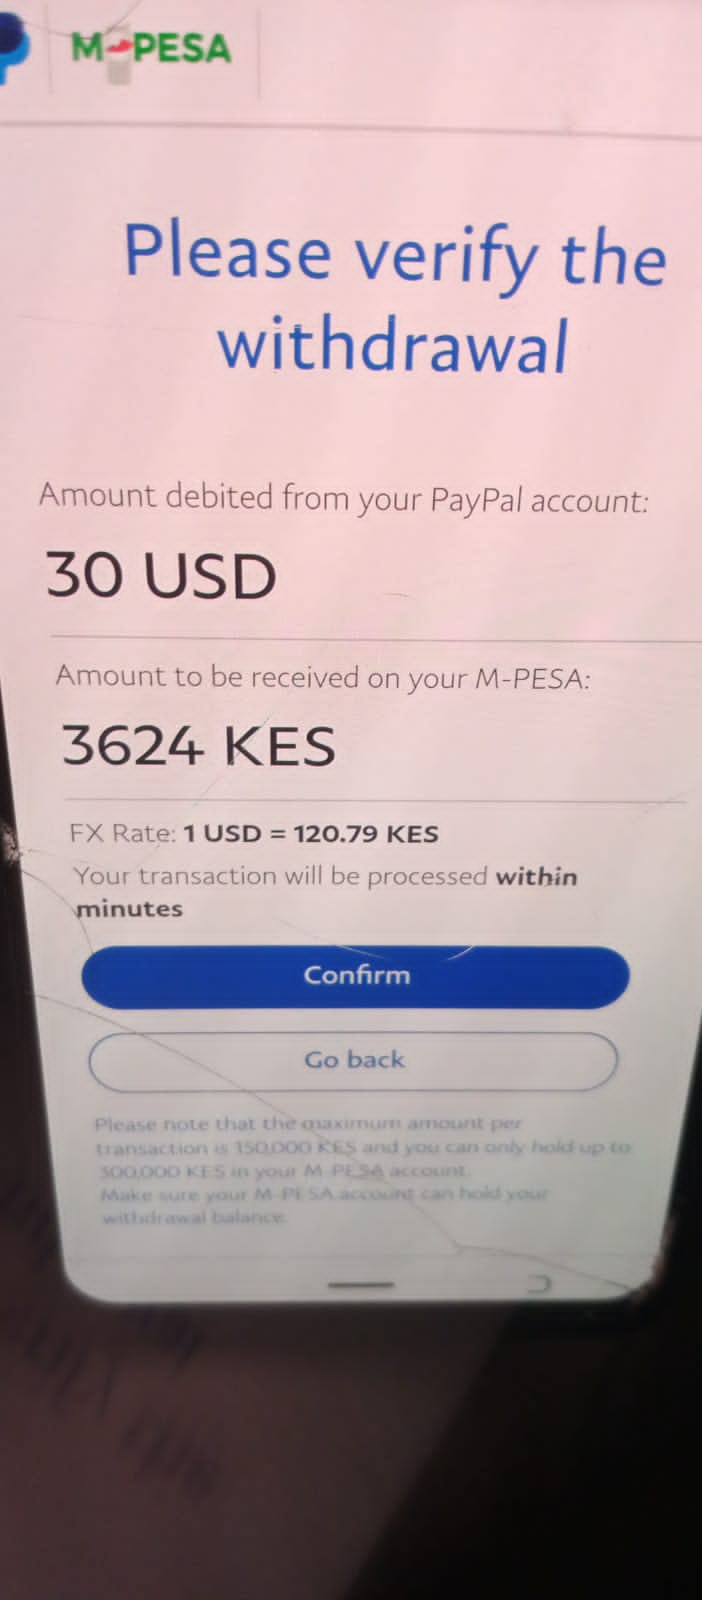 M-PESA
Please verify the
withdrawal
Amount debited from your PayPal account:
30 USD
Amount to be received on your M-PESA:
3624 KES
FX Rate: 1 USD = 120.79 KES
Your transaction will be processed within
minutes
Confirm
Go back
Please note that the maximum amount per
transaction is 150,000 KES and you can only hold up to
300,000 KES in your M-PESA account.
Make sure your M-PESA account can hold your
withdrawal balance.